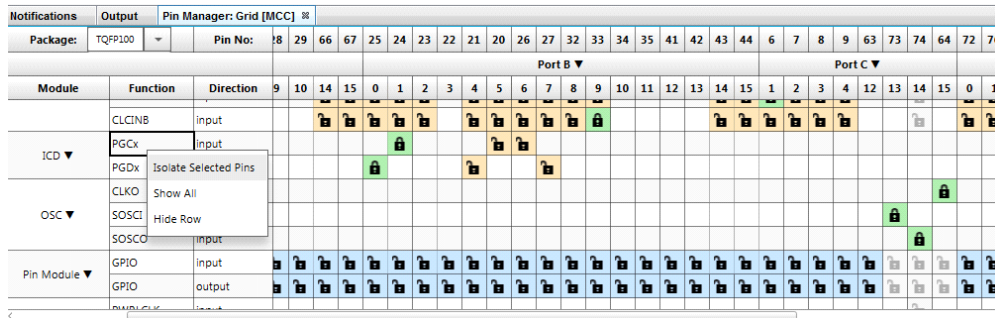 Notifications Output Pin Manager: Grid [MCC]
Package: TQFP100 Pin No: 28 29 66 67 25 24 23 22 21 20 26 27 32 33 34 35 41 42 43 44 6 7 8 9 63 73 74 64 72
Port B ▼ Port C ▼
Module Function Direction 9 10 14 15 0 1 2 3 4 5 6 7 8 9 10 11 12 13 14 15 1 2 3 4 12 13 14 15 0 1
CLCINB input
ICD ▼ PGCx input
PGDx Isolate Selected Pins
CLKO Show All
OSC ▼ SOSCI Hide Row
SOSCO input
Pin Module ▼ GPIO input
GPIO output